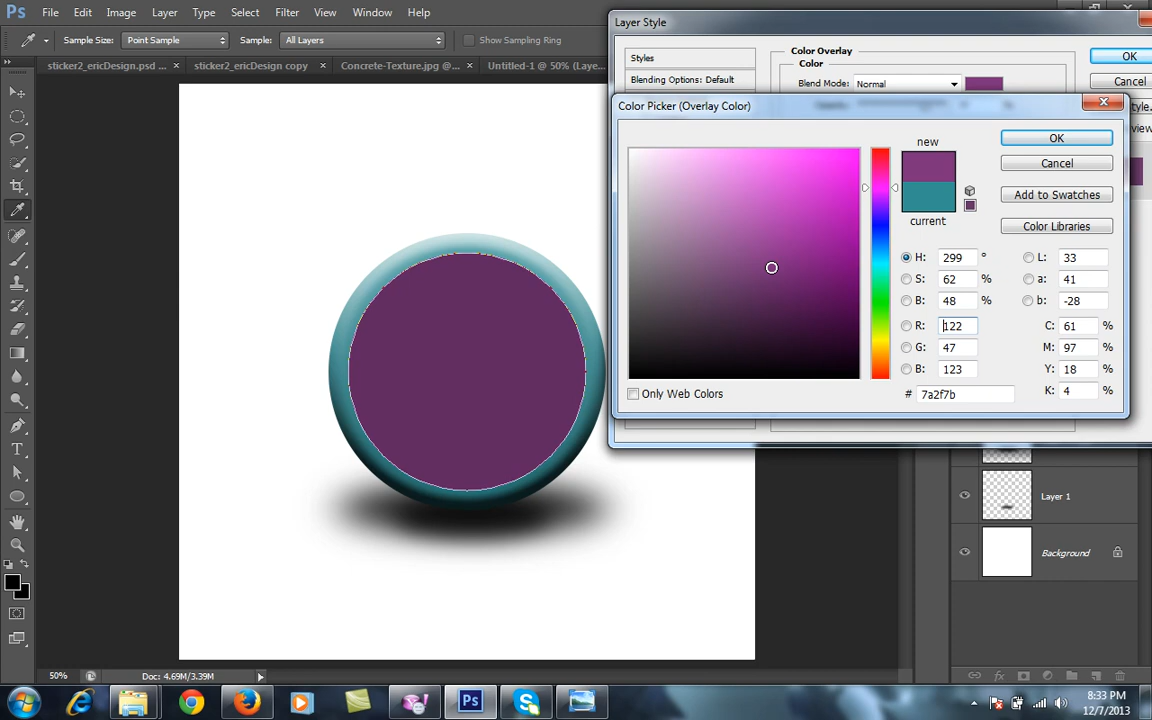 Ps File Edit Image Layer Type Select Filter View Window Help
Sample Size: Point Sample Sample: All Layers Show Sampling Ring
sticker2_ericDesign.psd ... × sticker2_ericDesign copy × Concrete-Texture.jpg @... × Untitled-1 @ 50% (Laye...
Layer Style
Styles
Blending Options: Default
Color Overlay
Color
Blend Mode: Normal
OK
Cancel
tyle.
view
Color Picker (Overlay Color)
new
current
OK
Cancel
Add to Swatches
Color Libraries
H: 299 °
S: 62 %
B: 48 %
R: 122
G: 47
B: 123
L: 33
a: 41
b: -28
C: 61 %
M: 97 %
Y: 18 %
K: 4 %
# 7a2f7b
Only Web Colors
Layer 1
Background
50% Doc: 4.69M/3.39M
fx
Ps
8:33 PM
12/7/2013